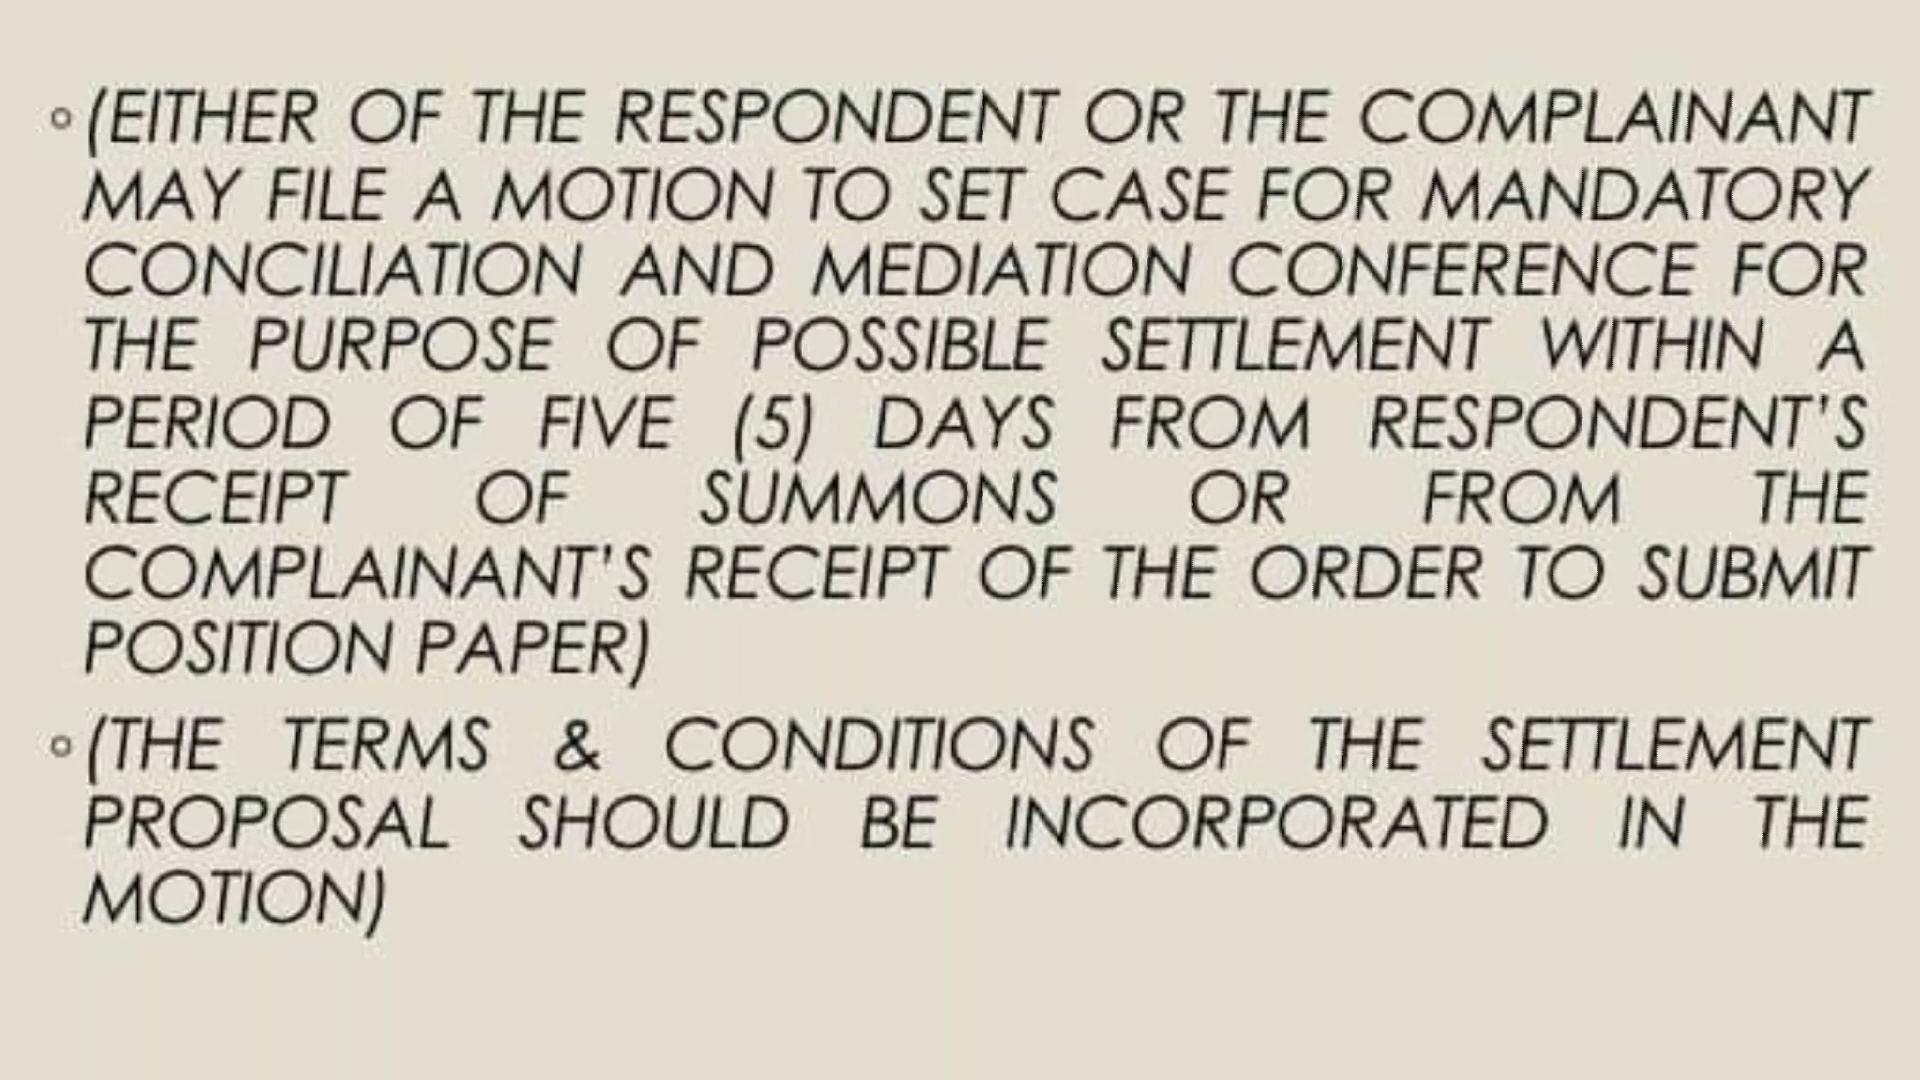 ◦ (EITHER OF THE RESPONDENT OR THE COMPLAINANT
MAY FILE A MOTION TO SET CASE FOR MANDATORY
CONCILIATION AND MEDIATION CONFERENCE FOR
THE PURPOSE OF POSSIBLE SETTLEMENT WITHIN A
PERIOD OF FIVE (5) DAYS FROM RESPONDENT'S
RECEIPT OF SUMMONS OR FROM THE
COMPLAINANT'S RECEIPT OF THE ORDER TO SUBMIT
POSITION PAPER)
◦ (THE TERMS & CONDITIONS OF THE SETTLEMENT
PROPOSAL SHOULD BE INCORPORATED IN THE
MOTION)